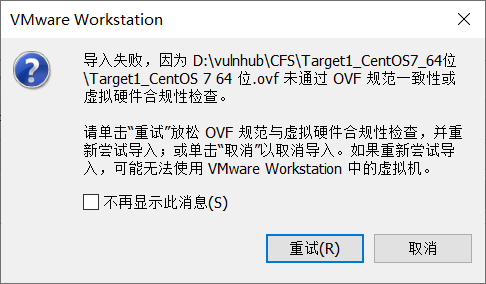 VMware Workstation
导入失败，因为 D:\vulnhub\CFS\Target1_CentOS7_64位
\Target1_CentOS 7 64 位.ovf 未通过 OVF 规范一致性或
虚拟硬件合规性检查。
请单击“重试”放松 OVF 规范与虚拟硬件合规性检查，并重
新尝试导入；或单击“取消”以取消导入。如果重新尝试导
入，可能无法使用 VMware Workstation 中的虚拟机。
不再显示此消息(S)
重试(R)
取消